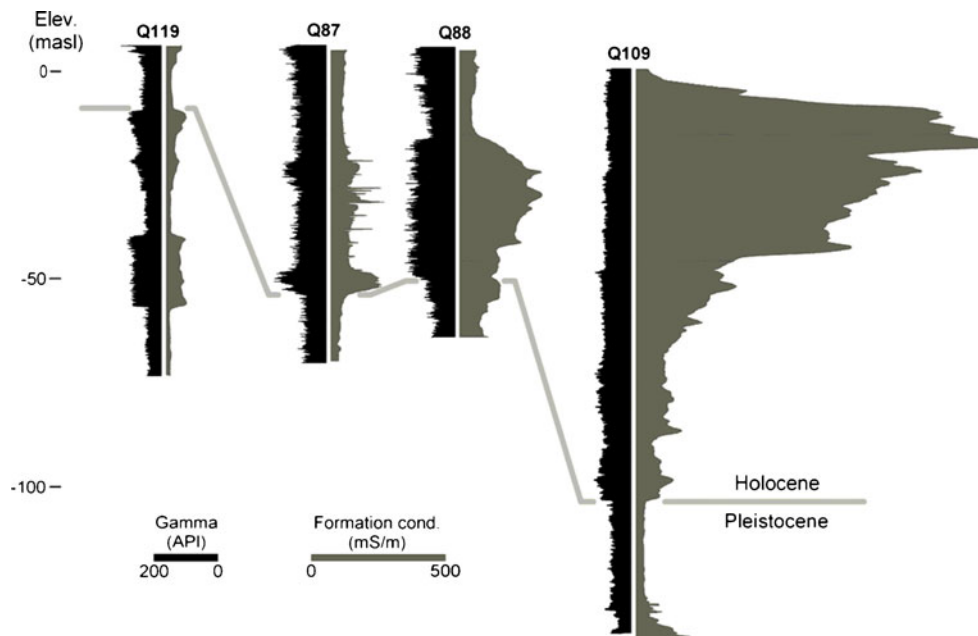 Elev.
(masl)
Q119
Q87
Q88
Q109
0
-50
-100
Holocene
Pleistocene
Gamma
(API)
200 0
Formation cond.
(mS/m)
0 500